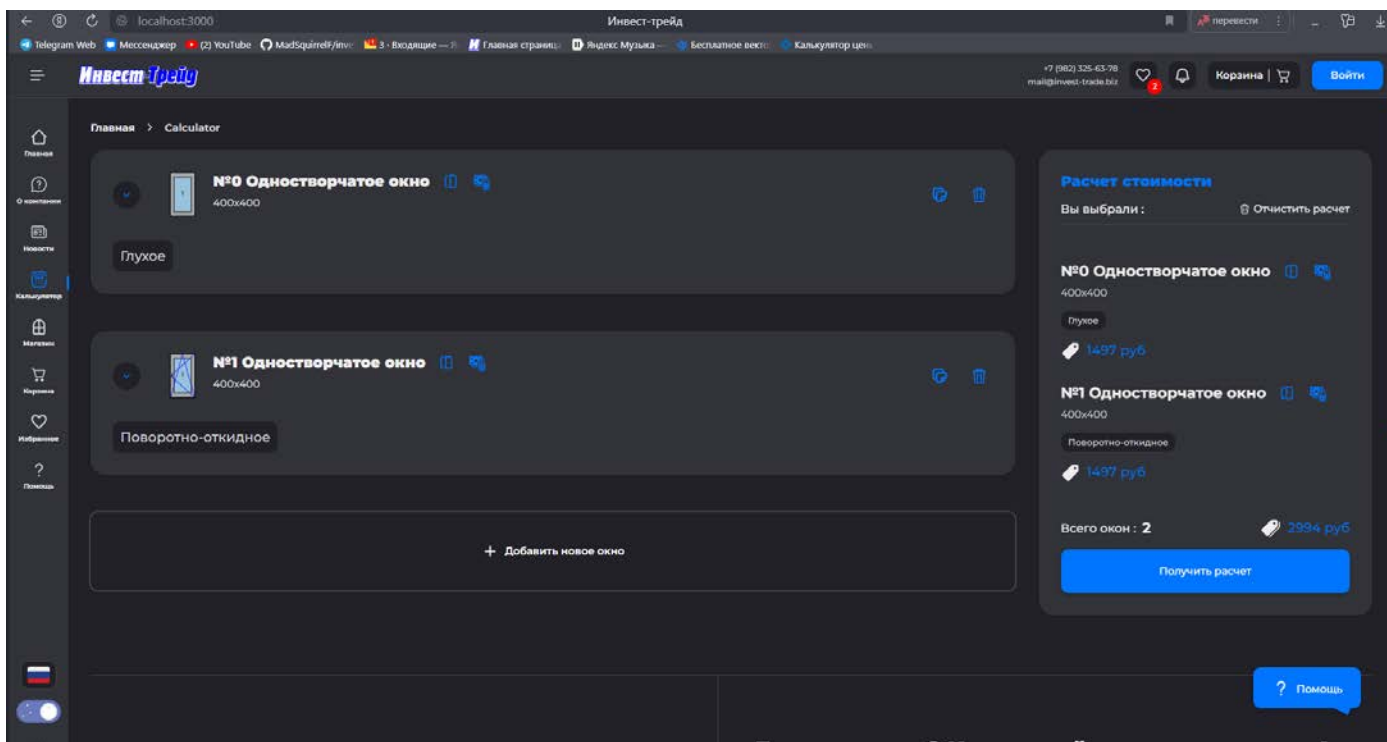 localhost:3000
Инвест-трейд
перевести
Telegram Web
Мессенджер
(2) YouTube
3 · Входящие —
Яндекс Музыка —
Калькулятор цен
Инвест Трейд
+7 (982) 325-63-78
mail@invest-trade.biz
2
Корзина |
Войти
Главная > Calculator
Главная
О компании
Новости
Калькулятор
Магазин
Корзина
Избранное
Помощь
№0 Одностворчатое окно
400x400
Глухое
№1 Одностворчатое окно
400x400
Поворотно-откидное
+ Добавить новое окно
Расчет стоимости
Вы выбрали :
Отчистить расчет
№0 Одностворчатое окно
400x400
Глухое
1497 руб
№1 Одностворчатое окно
400x400
Поворотно-откидное
1497 руб
Всего окон : 2
2994 руб
Получить расчет
? Помощь